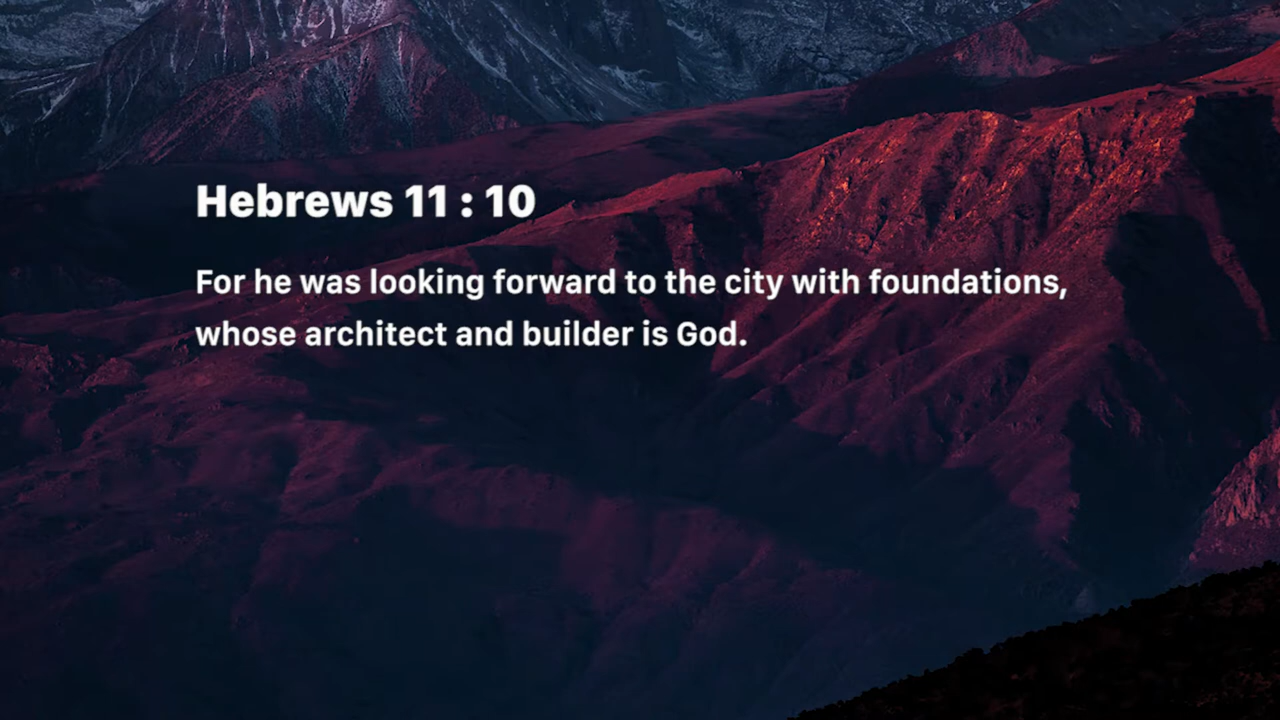 Hebrews 11 : 10
For he was looking forward to the city with foundations,
whose architect and builder is God.